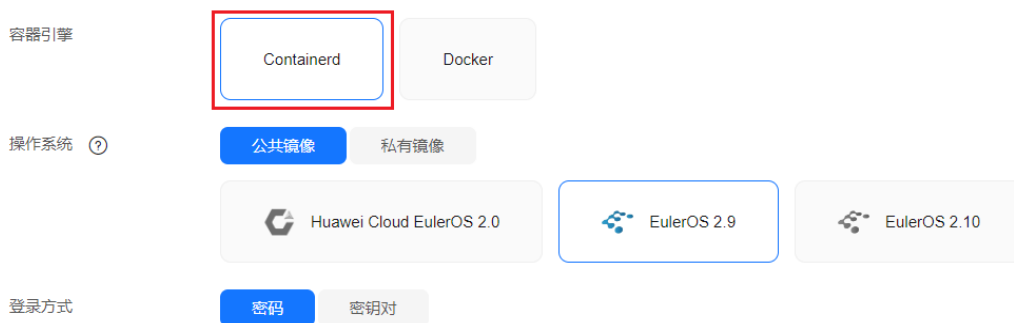 容器引擎
Containerd Docker
操作系统 ?
公共镜像 私有镜像
Huawei Cloud EulerOS 2.0 EulerOS 2.9 EulerOS 2.10
登录方式
密码 密钥对